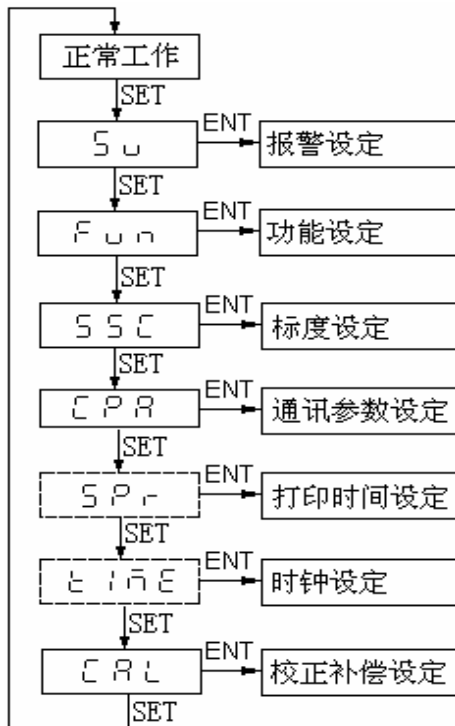 正常工作
SET
Su ENT 报警设定
SET
Fun ENT 功能设定
SET
SSC ENT 标度设定
SET
CPA ENT 通讯参数设定
SET
SPr ENT 打印时间设定
SET
tIME ENT 时钟设定
SET
CAL ENT 校正补偿设定
SET